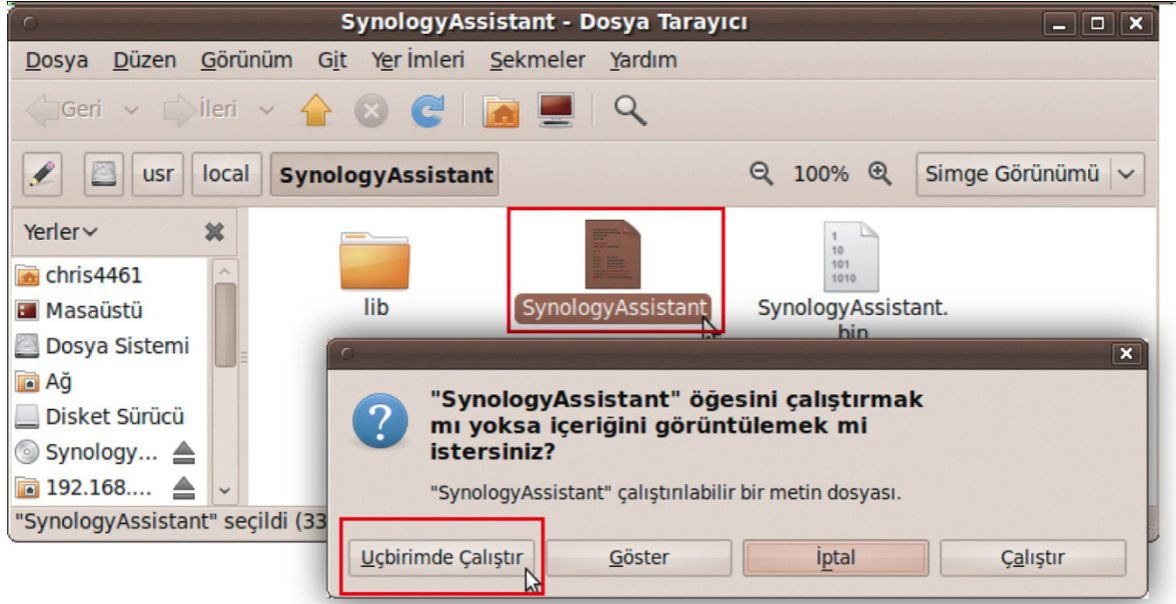 SynologyAssistant - Dosya Tarayıcı
Dosya Düzen Görünüm Git Yer İmleri Sekmeler Yardım
Geri İleri
usr local SynologyAssistant 100% Simge Görünümü
Yerler
chris4461
Masaüstü
Dosya Sistemi
Ağ
Disket Sürücü
Synology...
192.168....
lib
SynologyAssistant
1
10
101
1010
SynologyAssistant.
bin
"SynologyAssistant" seçildi (33
"SynologyAssistant" öğesini çalıştırmak
mı yoksa içeriğini görüntülemek mi
istersiniz?
"SynologyAssistant" çalıştırılabilir bir metin dosyası.
Uçbirimde Çalıştır Göster İptal Çalıştır